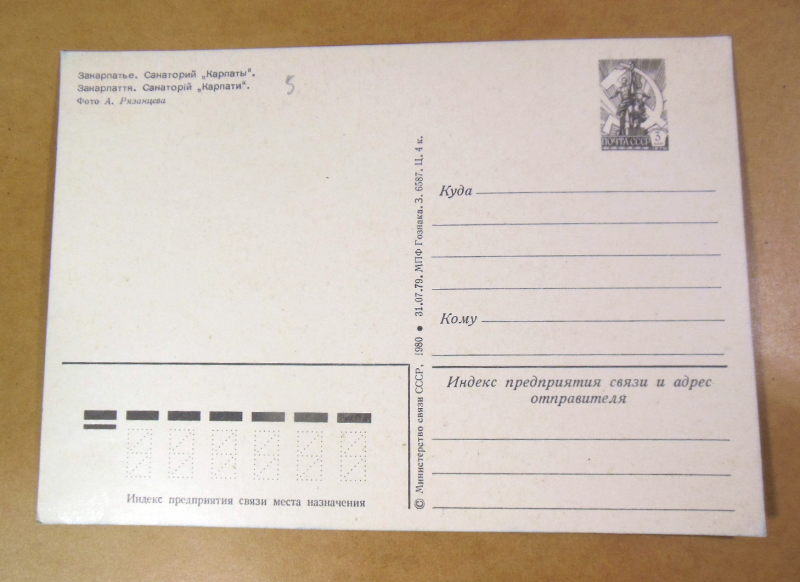 Закарпатье. Санаторий „Карпаты".
Закарпаття. Санаторій „Карпати".
Фото А. Рязанцева
5
ПОЧТА СССР 3
Куда
Кому
Индекс предприятия связи и адрес
отправителя
© Министерство связи СССР, 1980 • 31.07.79. МПФ Гознака. З. 6587. Ц. 4 к.
Индекс предприятия связи места назначения